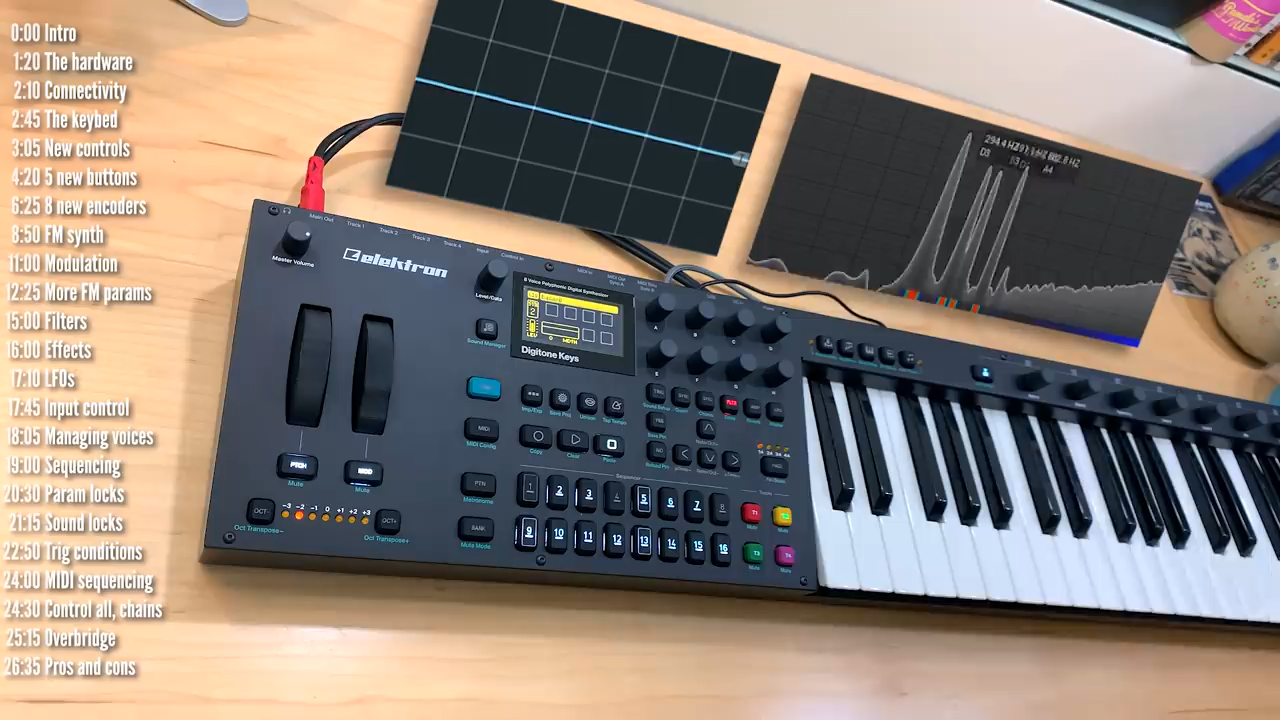 0:00 Intro
1:20 The hardware
2:10 Connectivity
2:45 The keybed
3:05 New controls
4:20 5 new buttons
6:25 8 new encoders
8:50 FM synth
11:00 Modulation
12:25 More FM params
15:00 Filters
16:00 Effects
17:10 LFOs
17:45 Input control
18:05 Managing voices
19:00 Sequencing
20:30 Param locks
21:15 Sound locks
22:50 Trig conditions
24:00 MIDI sequencing
24:30 Control all, chains
25:15 Overbridge
26:35 Pros and cons
Main Out Track 1 Track 2 Track 3 Track 4 Input Control In
Master Volume
elektron
Level/Data
Sound Manager
8 Voice Polyphonic Digital Synthesizer
Digitone Keys
A B C D
MIDI
MIDI Config
PTN
Metronome
BANK
Mute Mode
Copy Clear Paste
Sequencer
1 2 3 4 5 6 7 8
9 10 11 12 13 14 15 16
T1 T2
T3 T4
Mute Mute
PITCH MOD
Mute Mute
OCT- -3 -2 -1 0 +1 +2 +3 OCT+
Oct Transpose- Oct Transpose+
D3
A4